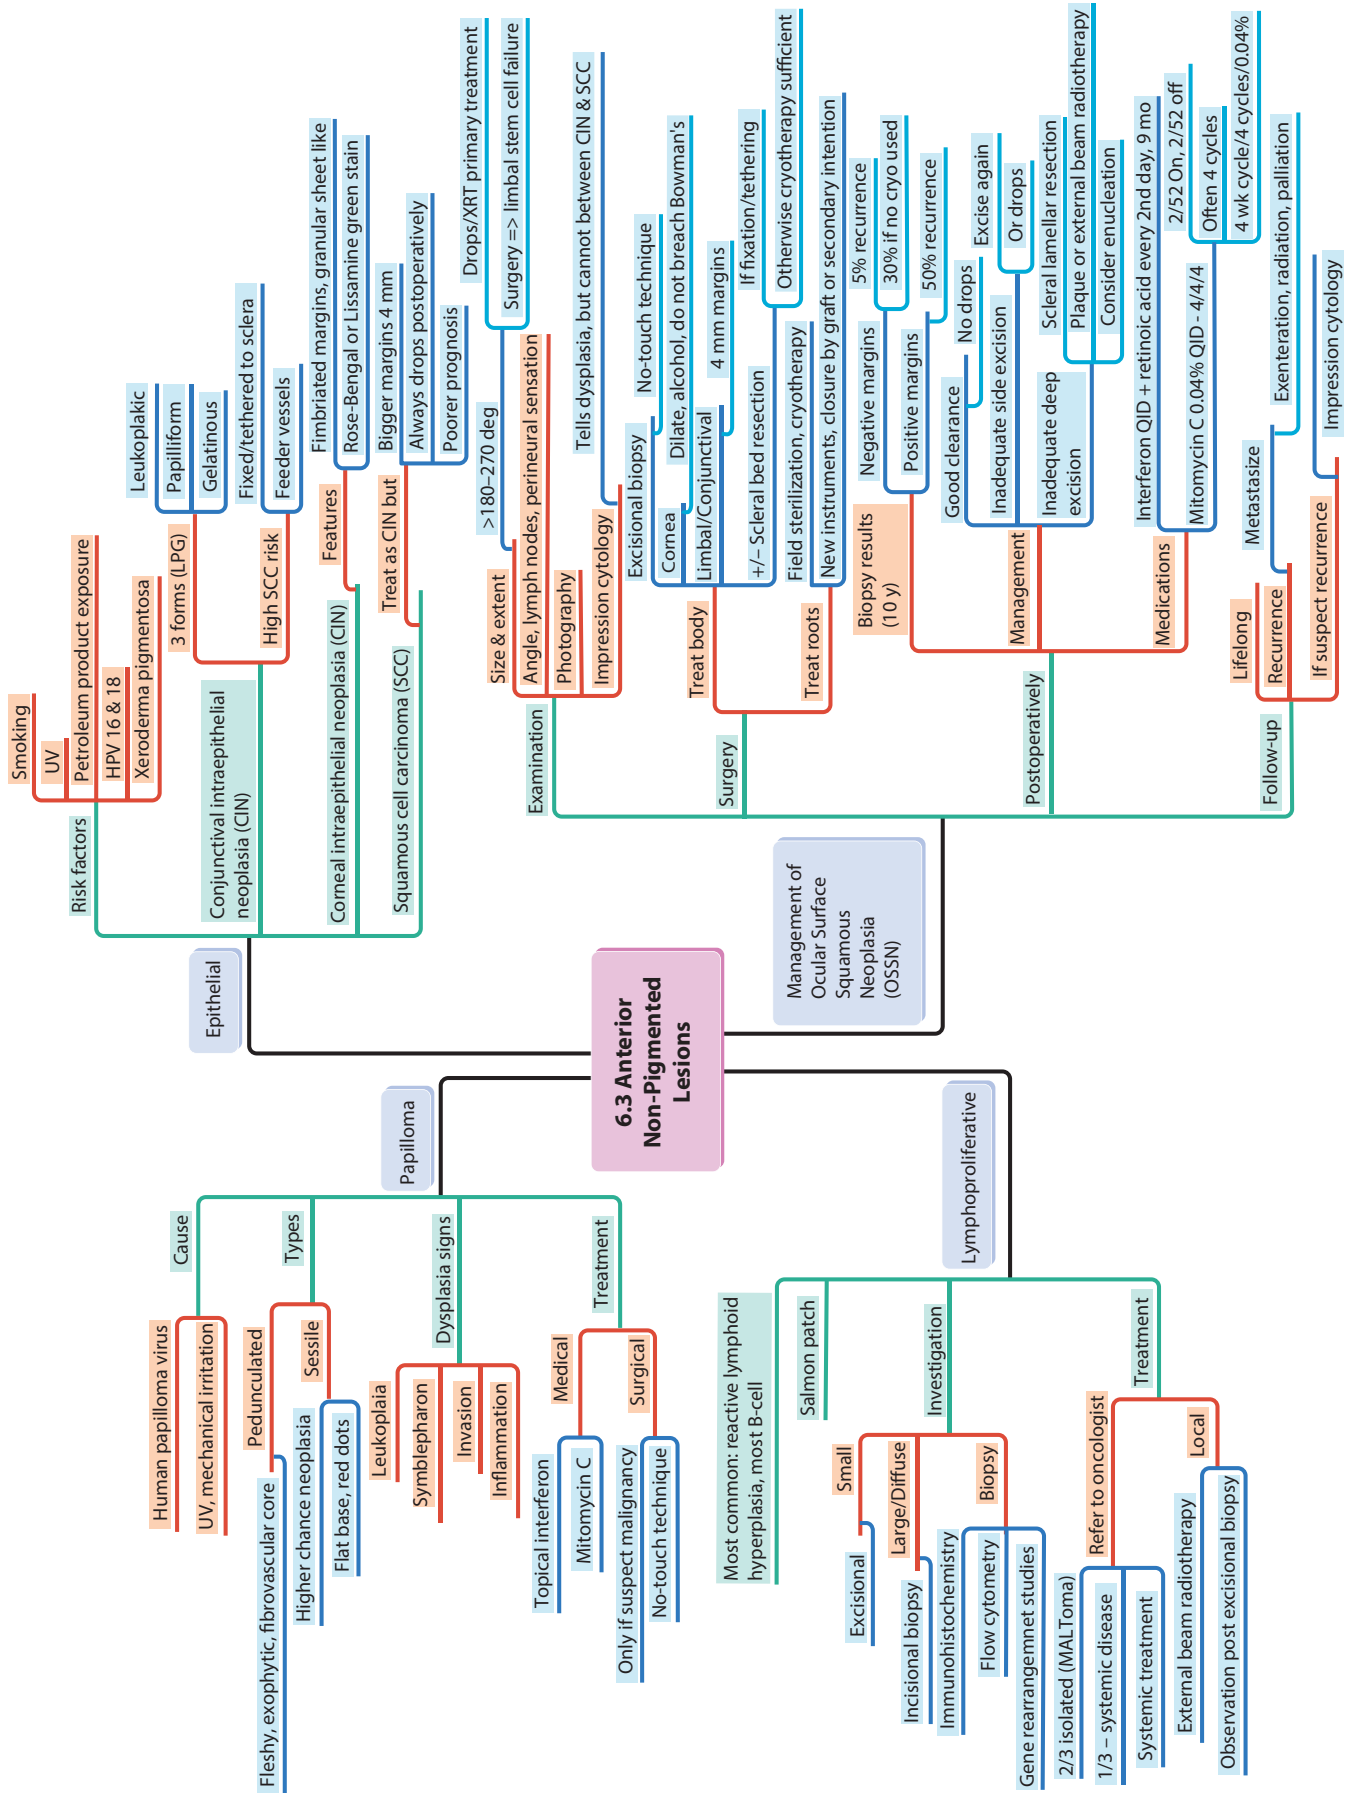 6.3 Anterior
Non-Pigmented
Lesions
Epithelial
Risk factors
Smoking
UV
Petroleum product exposure
HPV 16 & 18
Xeroderma pigmentosa
Conjunctival intraepithelial
neoplasia (CIN)
3 forms (LPG)
Leukoplakic
Papilliform
Gelatinous
High SCC risk
Fixed/tethered to sclera
Feeder vessels
Corneal intraepithelial neoplasia (CIN)
Features
Fimbriated margins, granular sheet like
Rose-Bengal or Lissamine green stain
Squamous cell carcinoma (SCC)
Treat as CIN but
Bigger margins 4 mm
Always drops postoperatively
Poorer prognosis
Management of
Ocular Surface
Squamous
Neoplasia
(OSSN)
Examination
Size & extent
>180–270 deg
Drops/XRT primary treatment
Surgery => limbal stem cell failure
Angle, lymph nodes, perineural sensation
Photography
Impression cytology
Tells dysplasia, but cannot between CIN & SCC
Surgery
Treat body
Excisional biopsy
No-touch technique
Cornea
Dilate, alcohol, do not breach Bowman's
Limbal/Conjunctival
4 mm margins
+/– Scleral bed resection
If fixation/tethering
Otherwise cryotherapy sufficient
Treat roots
Field sterilization, cryotherapy
New instruments, closure by graft or secondary intention
Postoperatively
Biopsy results
(10 y)
Negative margins
5% recurrence
30% if no cryo used
Positive margins
50% recurrence
Management
Good clearance
No drops
Inadequate side excision
Excise again
Or drops
Inadequate deep
excision
Scleral lamellar resection
Plaque or external beam radiotherapy
Consider enucleation
Medications
Interferon QID + retinoic acid every 2nd day, 9 mo
Mitomycin C 0.04% QID - 4/4/4
2/52 On, 2/52 off
Often 4 cycles
4 wk cycle/4 cycles/0.04%
Follow-up
Lifelong
Recurrence
Metastasize
Exenteration, radiation, palliation
If suspect recurrence
Impression cytology
Papilloma
Cause
Human papilloma virus
UV, mechanical irritation
Types
Pedunculated
Fleshy, exophytic, fibrovascular core
Sessile
Higher chance neoplasia
Flat base, red dots
Dysplasia signs
Leukoplaia
Symblepharon
Invasion
Inflammation
Treatment
Medical
Topical interferon
Mitomycin C
Surgical
Only if suspect malignancy
No-touch technique
Lymphoproliferative
Most common: reactive lymphoid
hyperplasia, most B-cell
Salmon patch
Investigation
Small
Excisional
Large/Diffuse
Incisional biopsy
Biopsy
Immunohistochemistry
Flow cytometry
Gene rearrangemnet studies
Treatment
Refer to oncologist
2/3 isolated (MALToma)
1/3 – systemic disease
Systemic treatment
Local
External beam radiotherapy
Observation post excisional biopsy